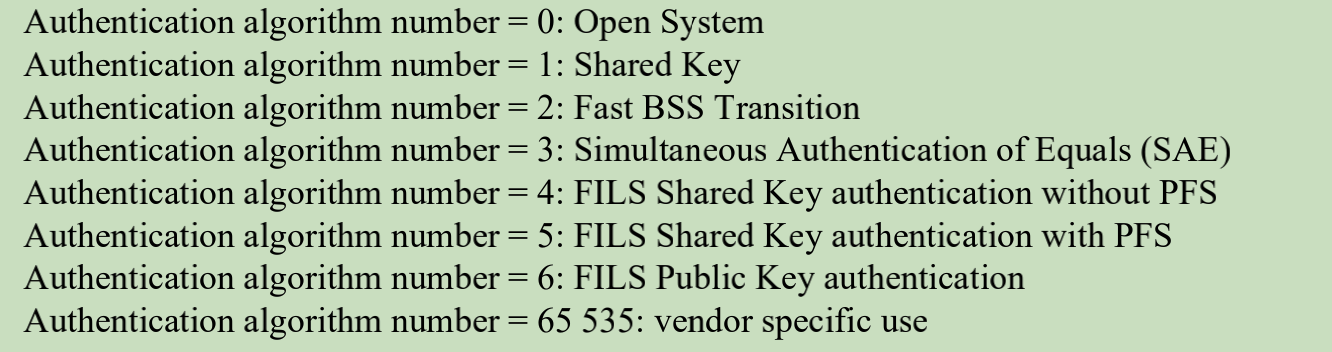 Authentication algorithm number = 0: Open System
Authentication algorithm number = 1: Shared Key
Authentication algorithm number = 2: Fast BSS Transition
Authentication algorithm number = 3: Simultaneous Authentication of Equals (SAE)
Authentication algorithm number = 4: FILS Shared Key authentication without PFS
Authentication algorithm number = 5: FILS Shared Key authentication with PFS
Authentication algorithm number = 6: FILS Public Key authentication
Authentication algorithm number = 65 535: vendor specific use